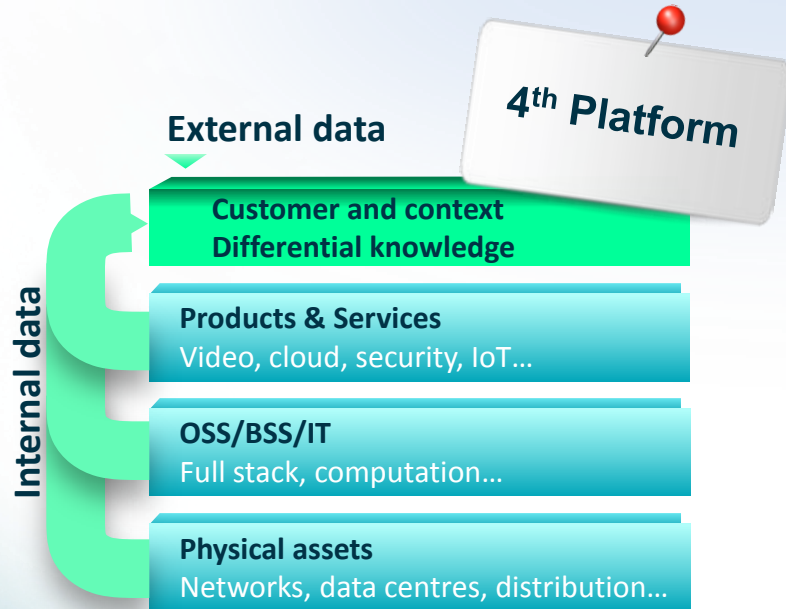 4th Platform
External data
Customer and context
Differential knowledge
Internal data
Products & Services
Video, cloud, security, IoT…
OSS/BSS/IT
Full stack, computation…
Physical assets
Networks, data centres, distribution…